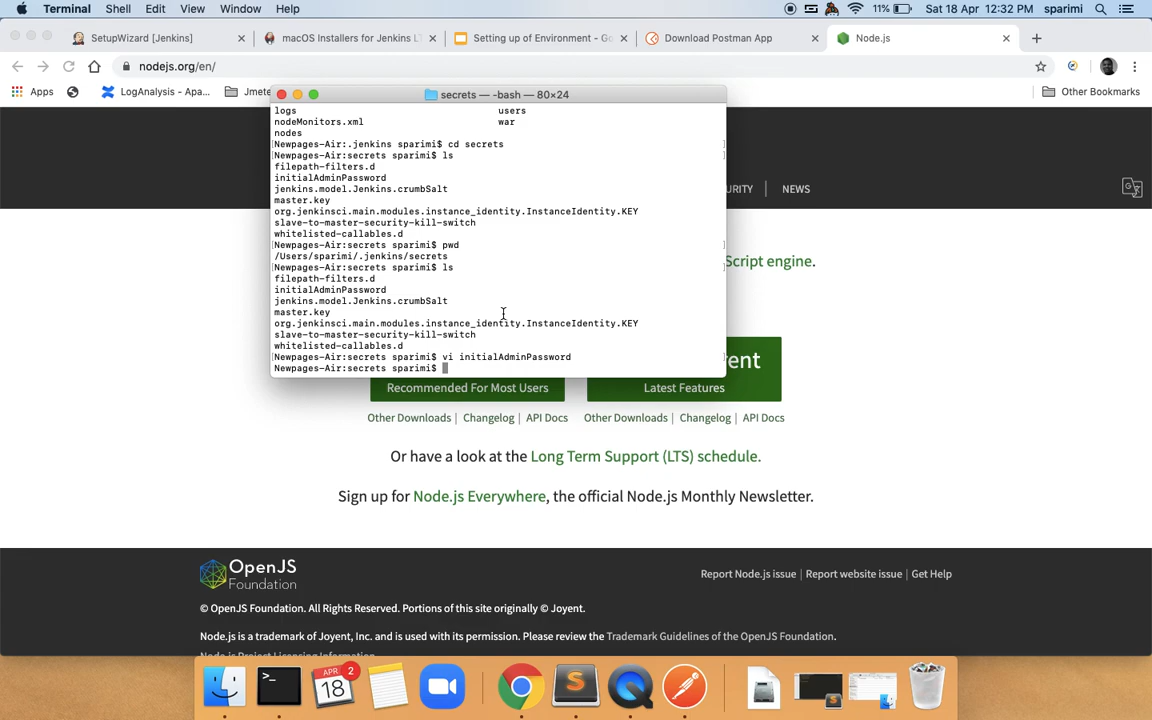 Terminal Shell Edit View Window Help 11% Sat 18 Apr 12:32 PM sparimi
SetupWizard [Jenkins] macOS Installers for Jenkins LT Setting up of Environment - Go Download Postman App Node.js
nodejs.org/en/
Apps LogAnalysis - Apa... Jmete Other Bookmarks
secrets — -bash — 80×24
logs users
nodeMonitors.xml war
nodes
[Newpages-Air:.jenkins sparimi$ cd secrets ]
[Newpages-Air:secrets sparimi$ ls ]
filepath-filters.d
initialAdminPassword
jenkins.model.Jenkins.crumbSalt
master.key
org.jenkinsci.main.modules.instance_identity.InstanceIdentity.KEY
slave-to-master-security-kill-switch
whitelisted-callables.d
[Newpages-Air:secrets sparimi$ pwd ]
/Users/sparimi/.jenkins/secrets
[Newpages-Air:secrets sparimi$ ls ]
filepath-filters.d
initialAdminPassword
jenkins.model.Jenkins.crumbSalt
master.key
org.jenkinsci.main.modules.instance_identity.InstanceIdentity.KEY
slave-to-master-security-kill-switch
whitelisted-callables.d
[Newpages-Air:secrets sparimi$ vi initialAdminPassword ]
Newpages-Air:secrets sparimi$
URITY | NEWS
Script engine.
ent
Recommended For Most Users Latest Features
Other Downloads | Changelog | API Docs Other Downloads | Changelog | API Docs
Or have a look at the Long Term Support (LTS) schedule.
Sign up for Node.js Everywhere, the official Node.js Monthly Newsletter.
OpenJS
Foundation
Report Node.js issue | Report website issue | Get Help
© OpenJS Foundation. All Rights Reserved. Portions of this site originally © Joyent.
Node.js is a trademark of Joyent, Inc. and is used with its permission. Please review the Trademark Guidelines of the OpenJS Foundation.
Node.js Project Licensing Information.
APR 2
18